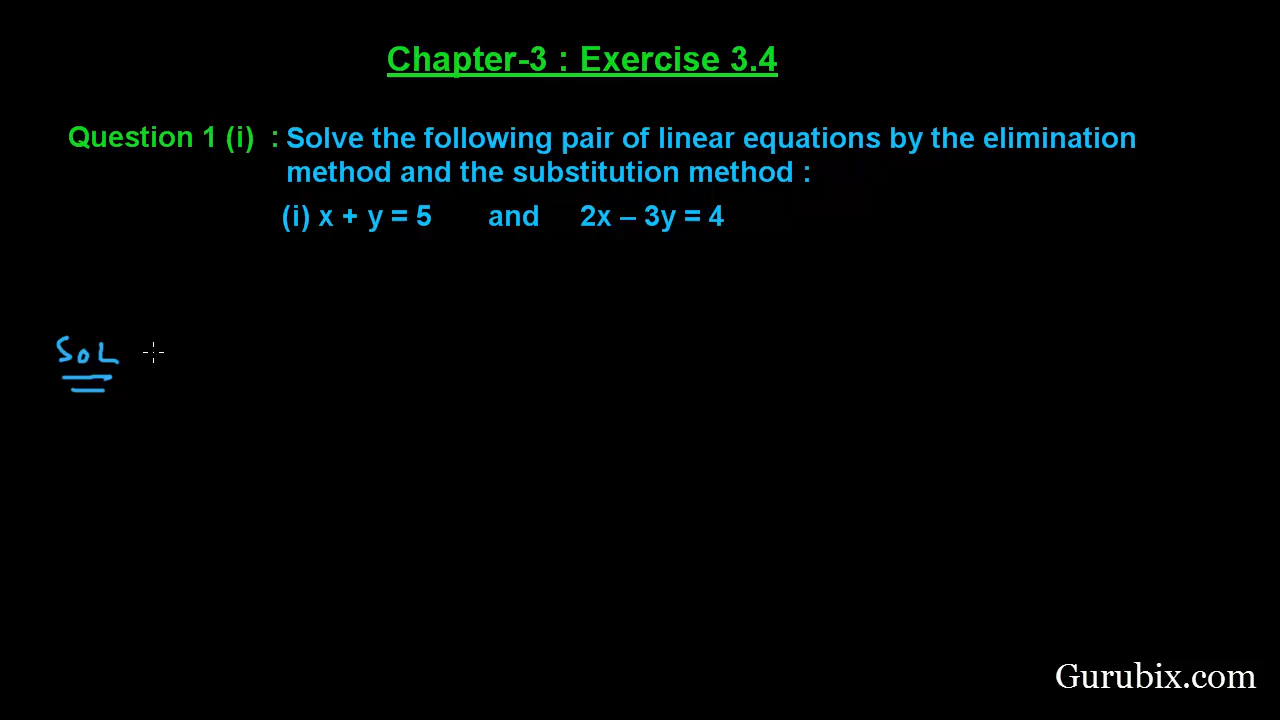 Chapter-3 : Exercise 3.4
Question 1 (i) : Solve the following pair of linear equations by the elimination
method and the substitution method :
(i) x + y = 5 and 2x – 3y = 4
SoL
Gurubix.com